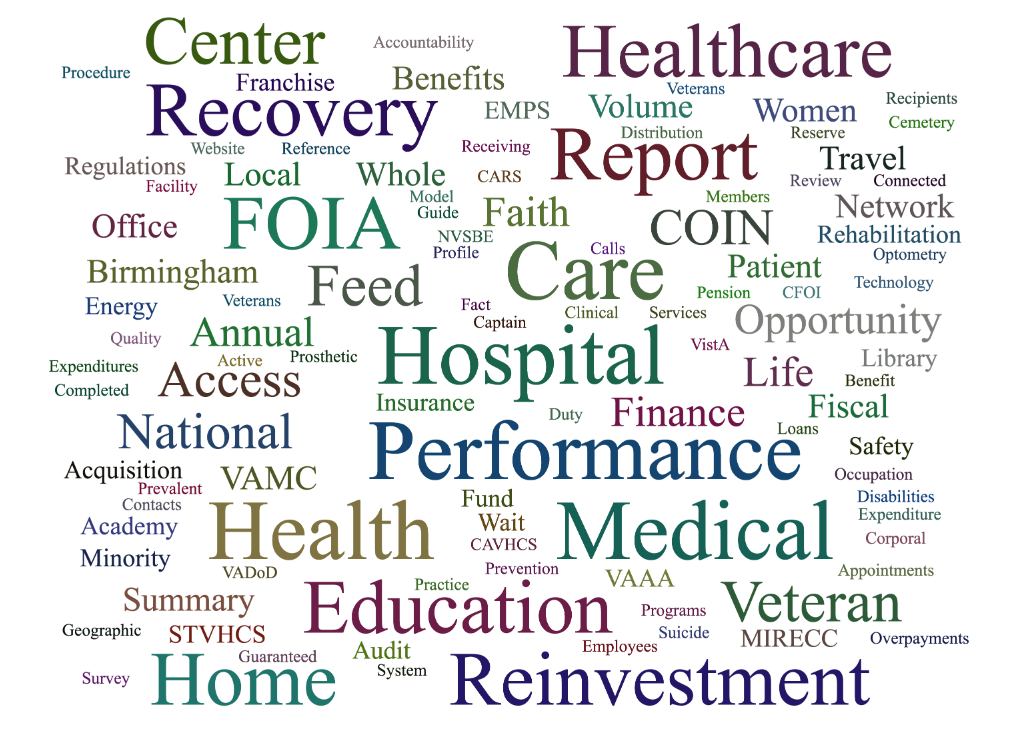 Center
Accountability
Healthcare
Procedure
Franchise
Benefits
Veterans
Recovery
EMPS
Volume
Women
Recipients
Cemetery
Website
Reference
Receiving
Distribution
Reserve
Report
Travel
Regulations
Local
Whole
CARS
Review
Connected
Facility
Model
Guide
Members
Office
FOIA
Faith
COIN
Network
NVSBE
Profile
Calls
Rehabilitation
Optometry
Birmingham
Feed
Care
Patient
Technology
Energy
Veterans
Fact
Pension
CFOI
Captain
Clinical
Services
Opportunity
Quality
Annual
Hospital
VistA
Library
Expenditures
Active
Prosthetic
Life
Benefit
Completed
Access
Insurance
Duty
Finance
Fiscal
National
Performance
Loans
Safety
Acquisition
VAMC
Occupation
Prevalent
Contacts
Fund
Disabilities
Expenditure
Academy
Health
Wait
Medical
Corporal
Minority
CAVHCS
VADoD
Prevention
VAAA
Appointments
Summary
Practice
Education
Programs
Veteran
Geographic
STVHCS
Suicide
MIRECC
Overpayments
Guaranteed
Audit
Employees
Survey
Home
System
Reinvestment